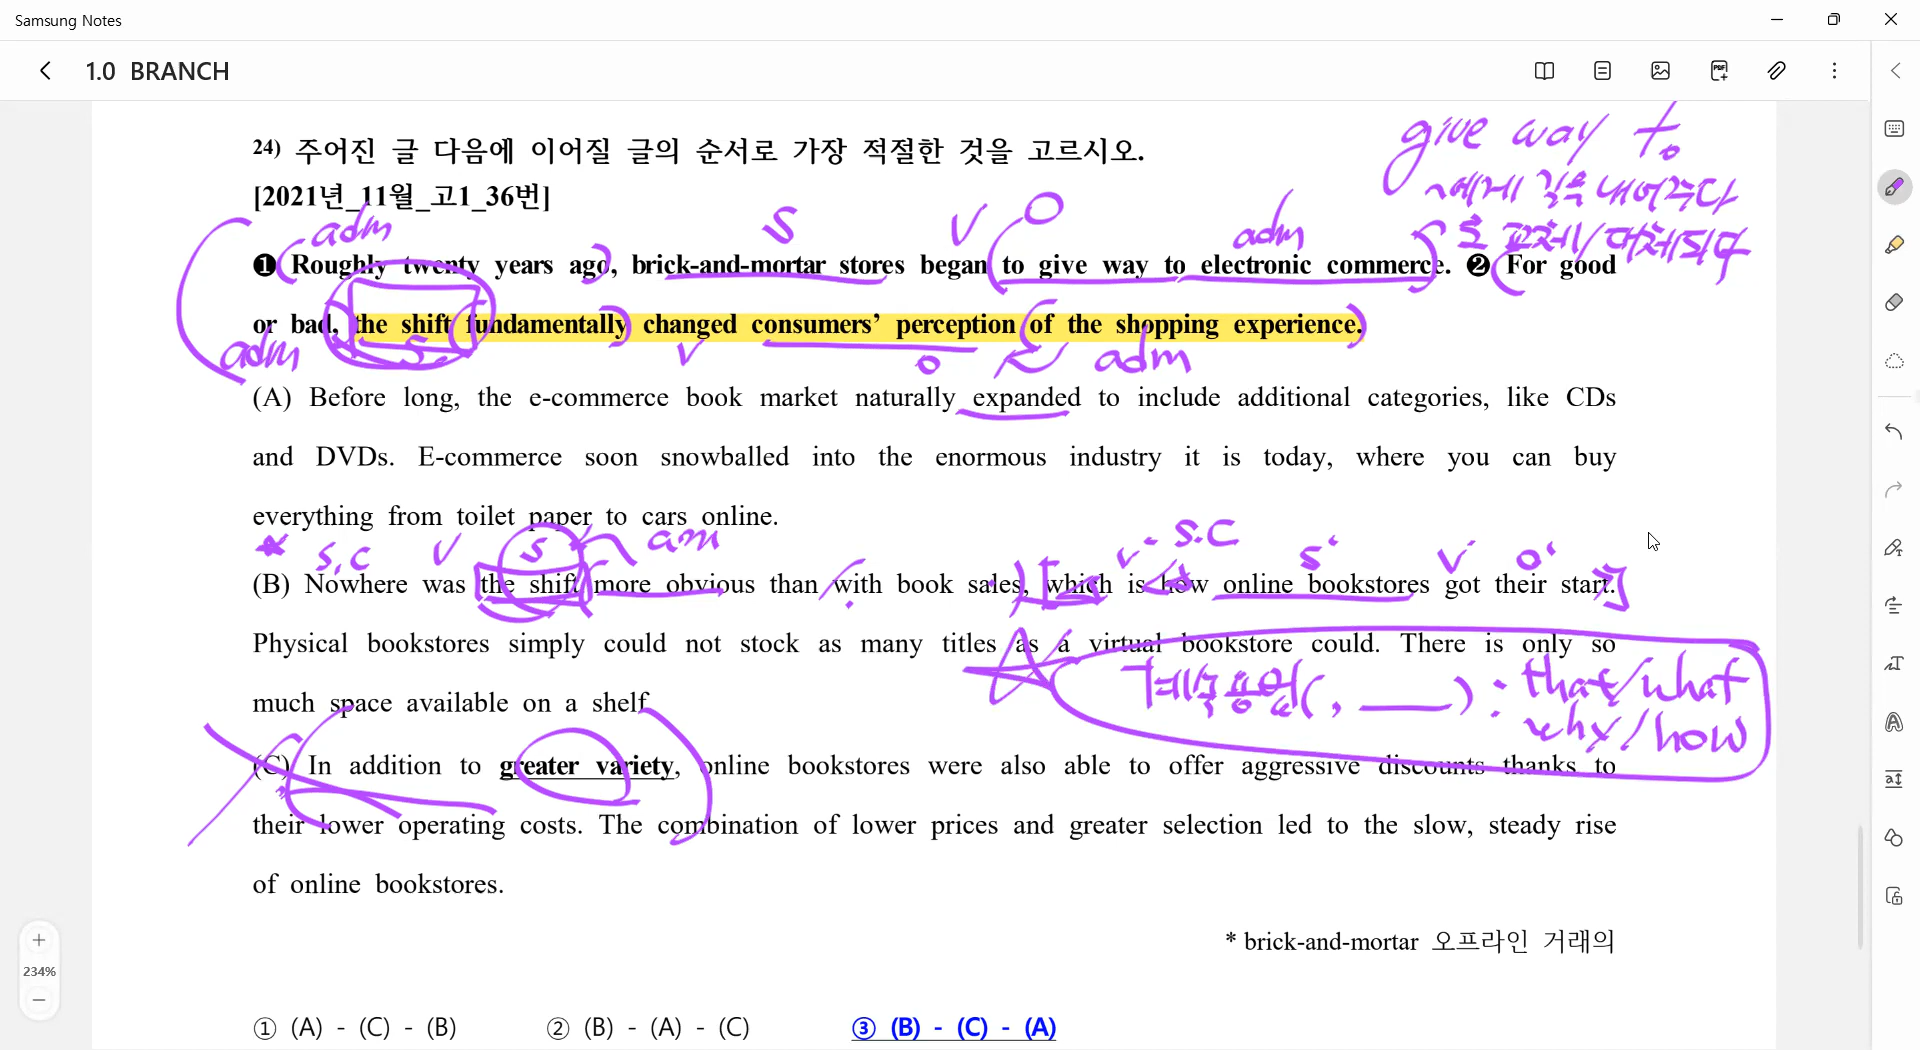 Samsung Notes
1.0 BRANCH
give way to
~에게 길을 내어주다
로 교체/대체되다
24) 주어진 글 다음에 이어질 글의 순서로 가장 적절한 것을 고르시오.
[2021년_11월_고1_36번]
adm S V O adm
❶ Roughly twenty years ago, brick-and-mortar stores began to give way to electronic commerce. ❷ For good
or bad, the shift fundamentally changed consumers’ perception of the shopping experience.
adm S V o adm
(A) Before long, the e-commerce book market naturally expanded to include additional categories, like CDs
and DVDs. E-commerce soon snowballed into the enormous industry it is today, where you can buy
everything from toilet paper to cars online.
S.C V S am V' S.C S' V' O'
(B) Nowhere was the shift more obvious than with book sales, which is how online bookstores got their start.
Physical bookstores simply could not stock as many titles as a virtual bookstore could. There is only so
much space available on a shelf.
계속용법( , ___ ) : that/what
why/how
(C) In addition to greater variety, online bookstores were also able to offer aggressive discounts thanks to
their lower operating costs. The combination of lower prices and greater selection led to the slow, steady rise
of online bookstores.
* brick-and-mortar 오프라인 거래의
① (A) - (C) - (B) ② (B) - (A) - (C) ③ (B) - (C) - (A)
234%